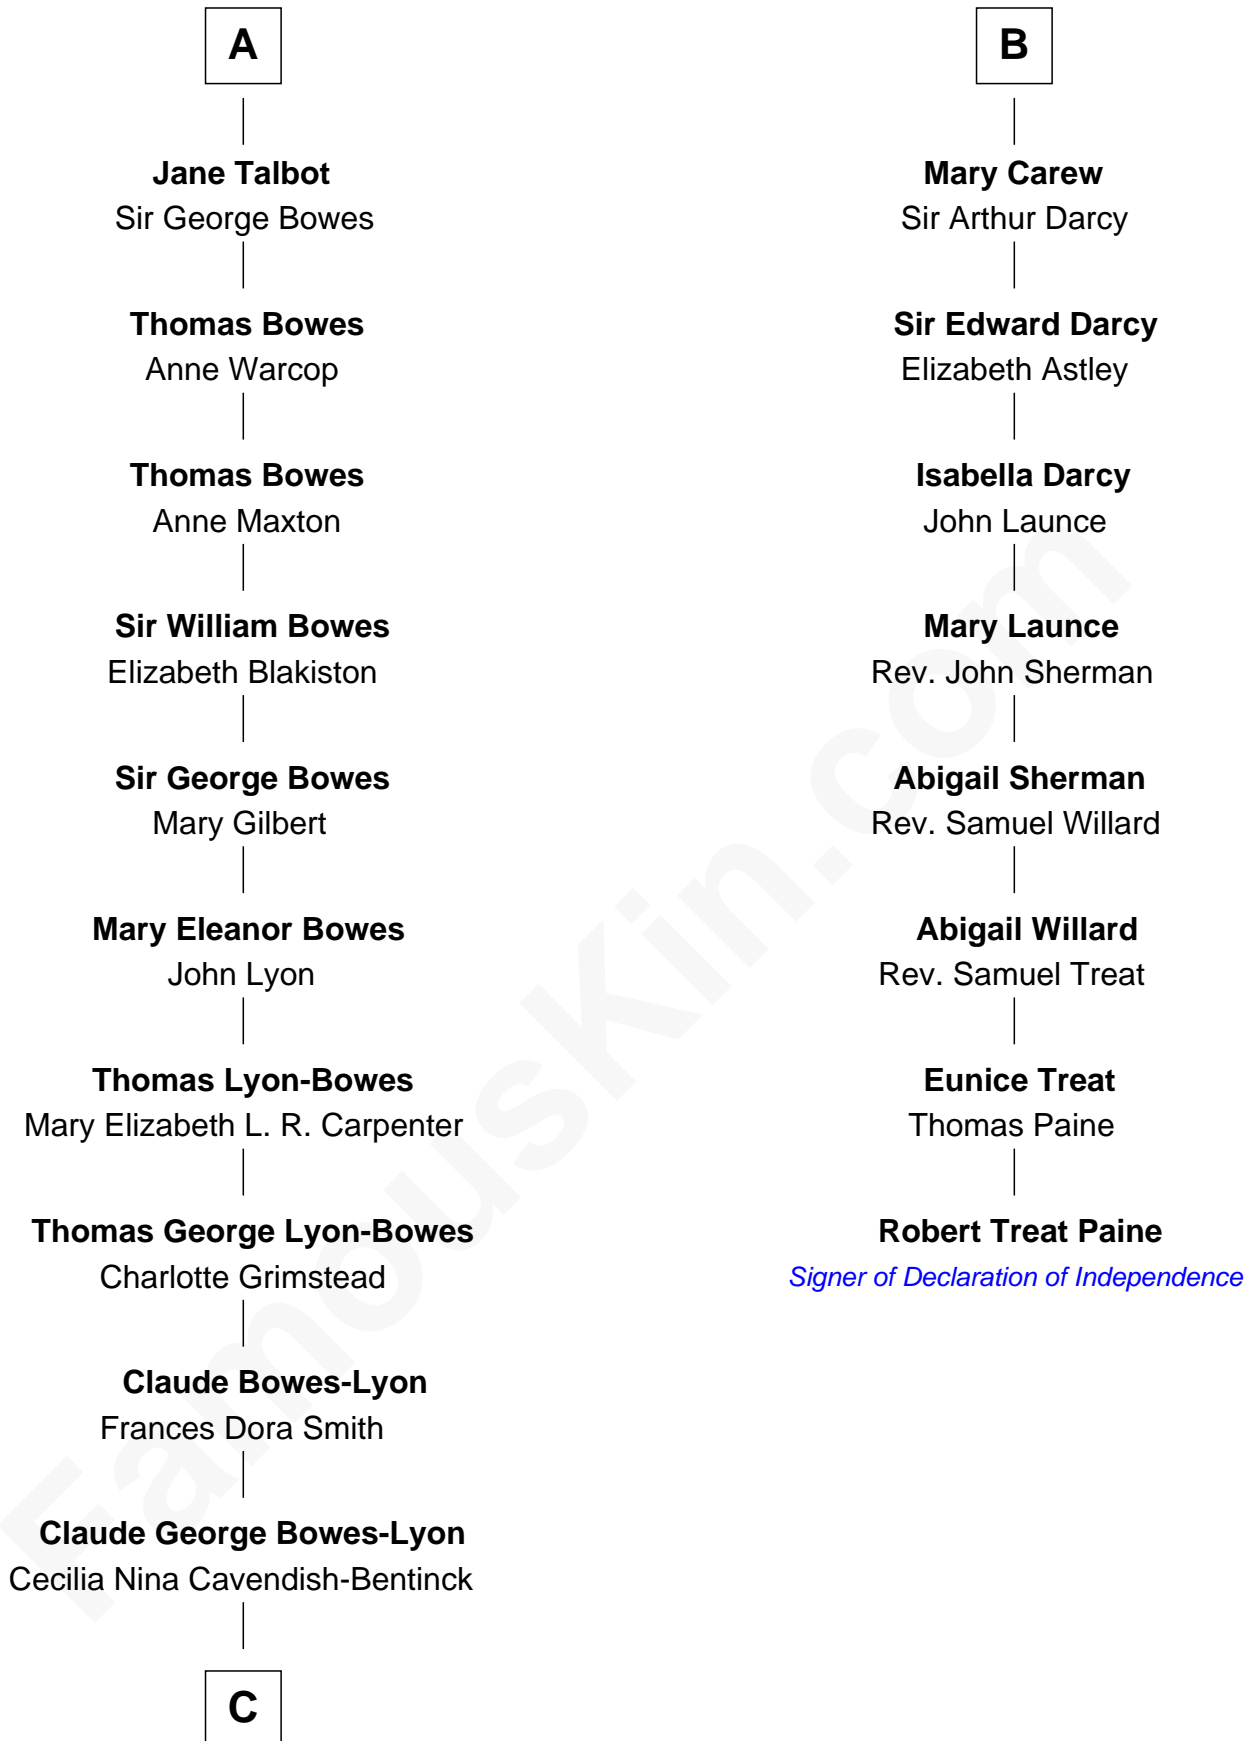 A
Jane Talbot
Sir George Bowes
Thomas Bowes
Anne Warcop
Thomas Bowes
Anne Maxton
Sir William Bowes
Elizabeth Blakiston
Sir George Bowes
Mary Gilbert
Mary Eleanor Bowes
John Lyon
Thomas Lyon-Bowes
Mary Elizabeth L. R. Carpenter
Thomas George Lyon-Bowes
Charlotte Grimstead
Claude Bowes-Lyon
Frances Dora Smith
Claude George Bowes-Lyon
Cecilia Nina Cavendish-Bentinck
C
B
Mary Carew
Sir Arthur Darcy
Sir Edward Darcy
Elizabeth Astley
Isabella Darcy
John Launce
Mary Launce
Rev. John Sherman
Abigail Sherman
Rev. Samuel Willard
Abigail Willard
Rev. Samuel Treat
Eunice Treat
Thomas Paine
Robert Treat Paine
Signer of Declaration of Independence
FamousKin.com